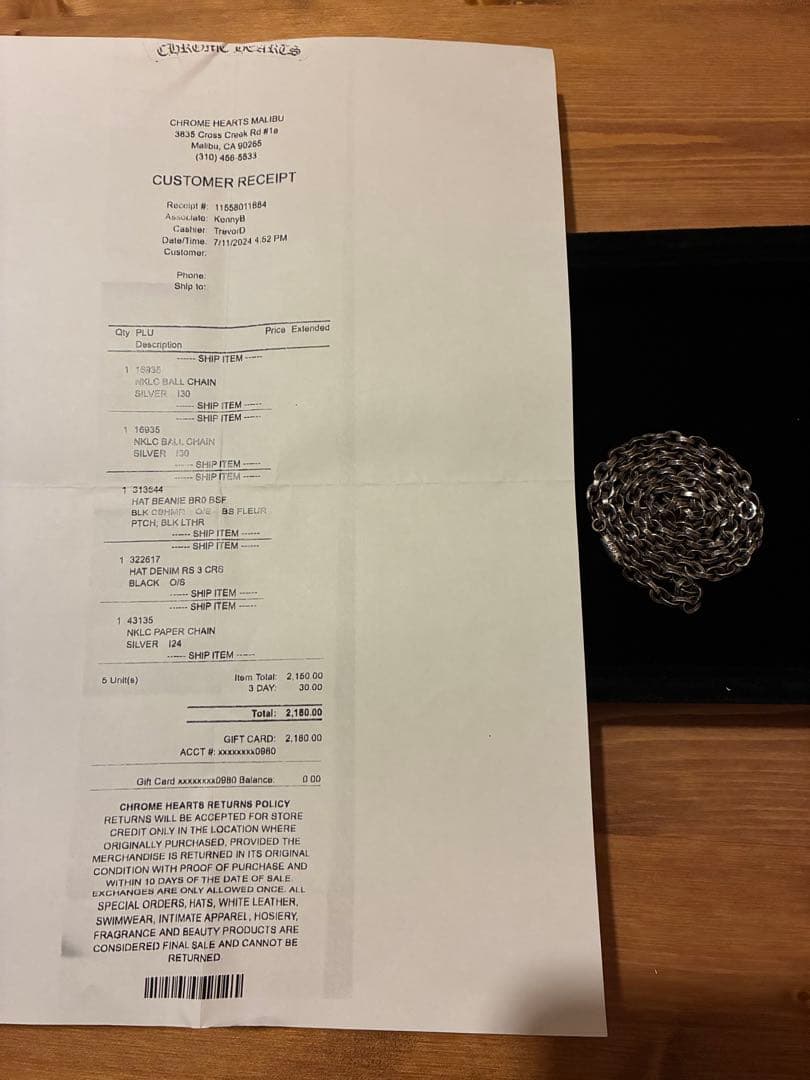 CHROME HEARTS
CHROME HEARTS MALIBU
3835 Cross Creek Rd #1e
Malibu, CA 90265
(310) 456-5533
CUSTOMER RECEIPT
Receipt #: 11558011884
Associate: KennyB
Cashier: TrevorD
Date/Time: 7/11/2024 4:52 PM
Customer:
Phone:
Ship to:
Qty PLU Price Extended
Description
------ SHIP ITEM ------
1 16935
NKLC BALL CHAIN
SILVER I30
------ SHIP ITEM ------
------ SHIP ITEM ------
1 16935
NKLC BALL CHAIN
SILVER I30
------ SHIP ITEM ------
------ SHIP ITEM ------
1 313544
HAT BEANIE BR0 BSF
BLK CSHMR O/S BS FLEUR
PTCH, BLK LTHR
------ SHIP ITEM ------
------ SHIP ITEM ------
1 322617
HAT DENIM RS 3 CRS
BLACK O/S
------ SHIP ITEM ------
------ SHIP ITEM ------
1 43135
NKLC PAPER CHAIN
SILVER I24
------ SHIP ITEM ------
5 Unit(s) Item Total: 2,150.00
3 DAY: 30.00
Total: 2,180.00
GIFT CARD: 2,180.00
ACCT #: xxxxxxxx0980
Gift Card xxxxxxxx0980 Balance: 0.00
CHROME HEARTS RETURNS POLICY
RETURNS WILL BE ACCEPTED FOR STORE
CREDIT ONLY IN THE LOCATION WHERE
ORIGINALLY PURCHASED, PROVIDED THE
MERCHANDISE IS RETURNED IN ITS ORIGINAL
CONDITION WITH PROOF OF PURCHASE AND
WITHIN 10 DAYS OF THE DATE OF SALE.
EXCHANGES ARE ONLY ALLOWED ONCE. ALL
SPECIAL ORDERS, HATS, WHITE LEATHER,
SWIMWEAR, INTIMATE APPAREL, HOSIERY,
FRAGRANCE AND BEAUTY PRODUCTS ARE
CONSIDERED FINAL SALE AND CANNOT BE
RETURNED